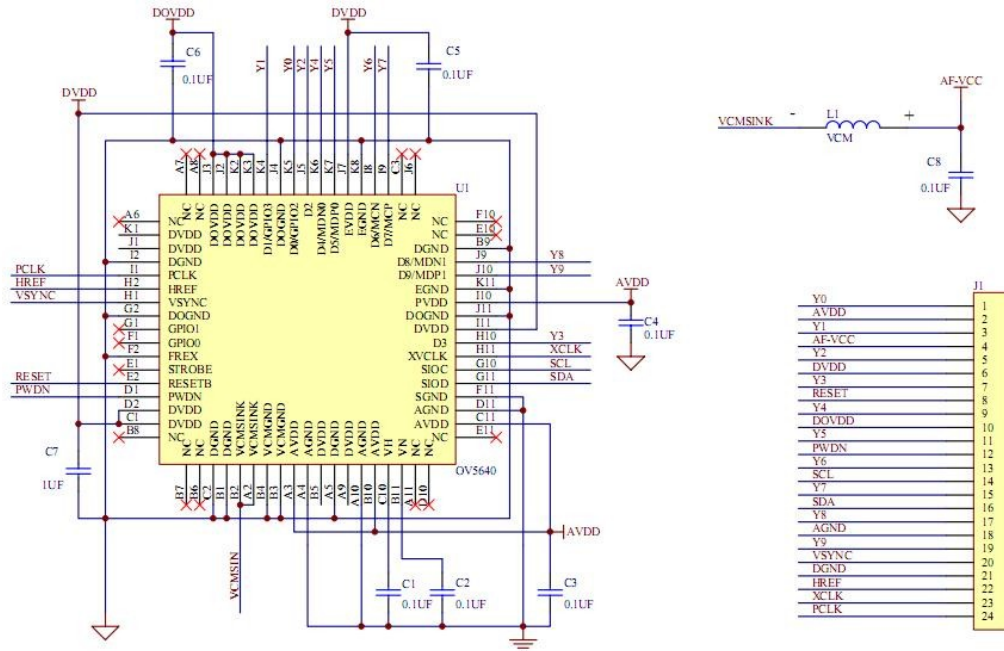 DOVDD
DVDD
C6
0.1UF
C5
0.1UF
Y1
Y0
Y2
Y4
Y5
Y6
Y7
DVDD
AF-VCC
VCMSINK
-
L1
+
VCM
C8
0.1UF
A7
A8
J3
J2
K2
K3
K4
J4
K5
J5
K6
K7
J7
K8
I8
I9
C3
J6
U1
NC
NC
DOVDD
DOVDD
DOVDD
DOVDD
D1/GPIO3
DOGND
D0/GPIO2
D2
D4/MDN0
D5/MDP0
EVDD
EGND
D6/MCN
D7/MCP
NC
NC
A6 NC
K1 DVDD
J1 DVDD
I2 DGND
PCLK I1 PCLK
HREF H2 HREF
VSYNC H1 VSYNC
G2 DOGND
G1 GPIO1
F1 GPIO0
F2 FREX
E1 STROBE
RESET E2 RESETB
PWDN D1 PWDN
D2 DVDD
C1 DVDD
B8 NC
NC F10
NC E10
DGND B9
D8/MDN1 J9 Y8
D9/MDP1 J10 Y9
EGND K11
PVDD I10
DOGND J11
DVDD I11
D3 H10 Y3
XVCLK H11 XCLK
SIOC G10 SCL
SIOD G11 SDA
SGND F11
AGND D11
AVDD C11
NC E11
AVDD
C4
0.1UF
OV5640
NC
NC
DGND
DGND
VCMSINK
VCMSINK
VCMGND
VCMGND
AVDD
AGND
DVDD
DGND
DVDD
AGND
AVDD
VH
VN
NC
NC
B7
B6
C2
B1
B2
A2
B4
B3
A3
A4
B5
A5
A9
A10
B10
C10
B11
A11
D10
C7
1UF
VCMSIN
AVDD
C1
0.1UF
C2
0.1UF
C3
0.1UF
J1
Y0 1
AVDD 2
Y1 3
AF-VCC 4
Y2 5
DVDD 6
Y3 7
RESET 8
Y4 9
DOVDD 10
Y5 11
PWDN 12
Y6 13
SCL 14
Y7 15
SDA 16
Y8 17
AGND 18
Y9 19
VSYNC 20
DGND 21
HREF 22
XCLK 23
PCLK 24